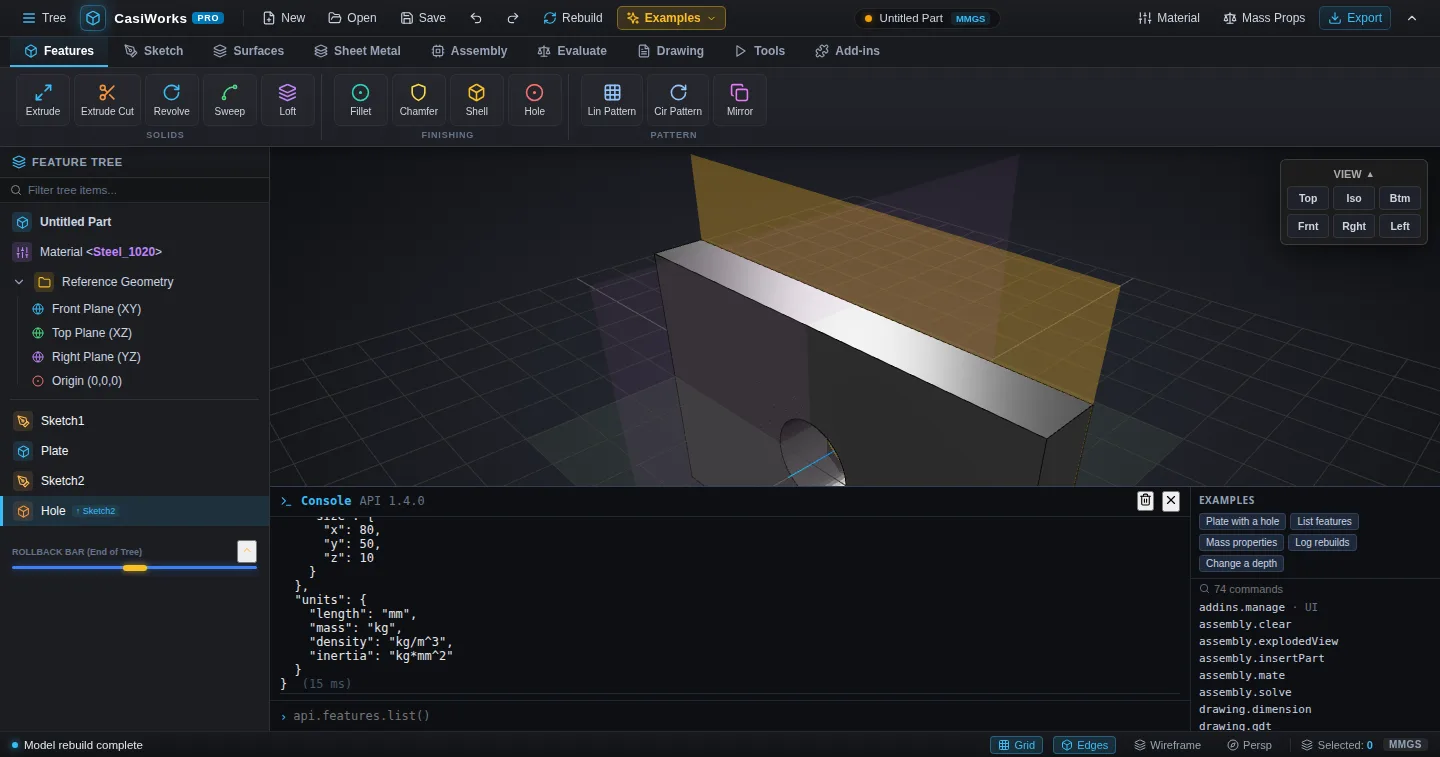 Tree CasiWorks PRO New Open Save Rebuild Examples Untitled Part MMGS Material Mass Props Export
Features Sketch Surfaces Sheet Metal Assembly Evaluate Drawing Tools Add-ins
Extrude Extrude Cut Revolve Sweep Loft Fillet Chamfer Shell Hole Lin Pattern Cir Pattern Mirror
SOLIDS FINISHING PATTERN
FEATURE TREE
Filter tree items...
Untitled Part
Material <Steel_1020>
Reference Geometry
Front Plane (XY)
Top Plane (XZ)
Right Plane (YZ)
Origin (0,0,0)
Sketch1
Plate
Sketch2
Hole ↑ Sketch2
ROLLBACK BAR (End of Tree)
VIEW ▲
Top Iso Btm
Frnt Rght Left
Console API 1.4.0
"size": {
"x": 80,
"y": 50,
"z": 10
}
},
"units": {
"length": "mm",
"mass": "kg",
"density": "kg/m^3",
"inertia": "kg*mm^2"
}
} (15 ms)
› api.features.list()
EXAMPLES
Plate with a hole List features
Mass properties Log rebuilds
Change a depth
74 commands
addins.manage · UI
assembly.clear
assembly.explodedView
assembly.insertPart
assembly.mate
assembly.solve
drawing.dimension
drawing.gdt
Model rebuild complete
Grid Edges Wireframe Persp Selected: 0 MMGS